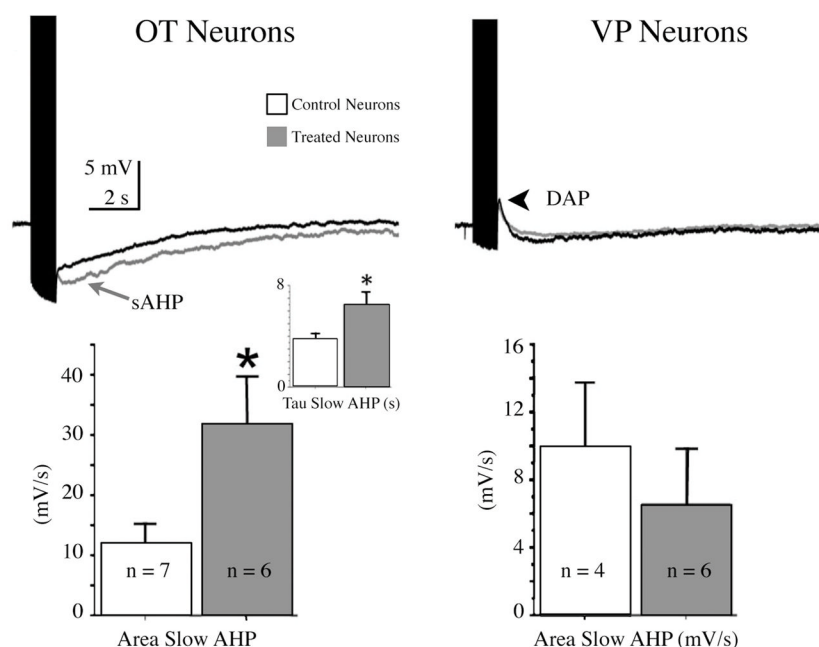 OT Neurons
VP Neurons
Control Neurons
Treated Neurons
5 mV
2 s
DAP
sAHP
8
*
0
Tau Slow AHP (s)
*
40
30
20
10
0
(mV/s)
n = 7
n = 6
Area Slow AHP
16
12
8
4
0
(mV/s)
n = 4
n = 6
Area Slow AHP (mV/s)